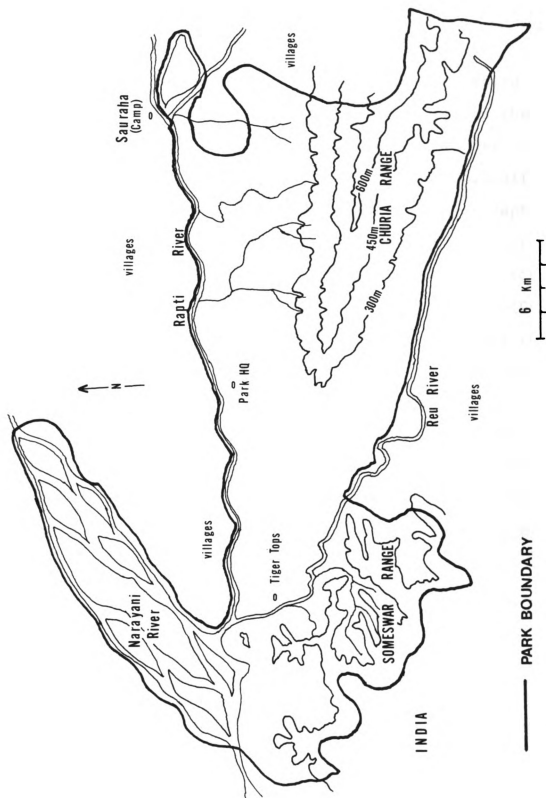 Sauraha
(Camp)
villages
villages
Rapti River
N
Park HQ
villages
Narayani
River
Tiger Tops
600m
450m
CHURIA RANGE
300m
Reu River
villages
SOMESWAR
RANGE
INDIA
6 Km
PARK BOUNDARY